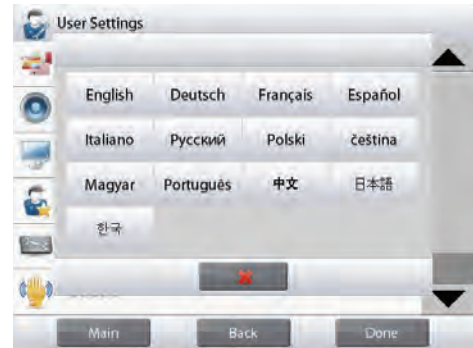 User Settings
English Deutsch Français Español
Italiano Русский Polski čeština
Magyar Português 中文 日本語
한국
Main Back Done